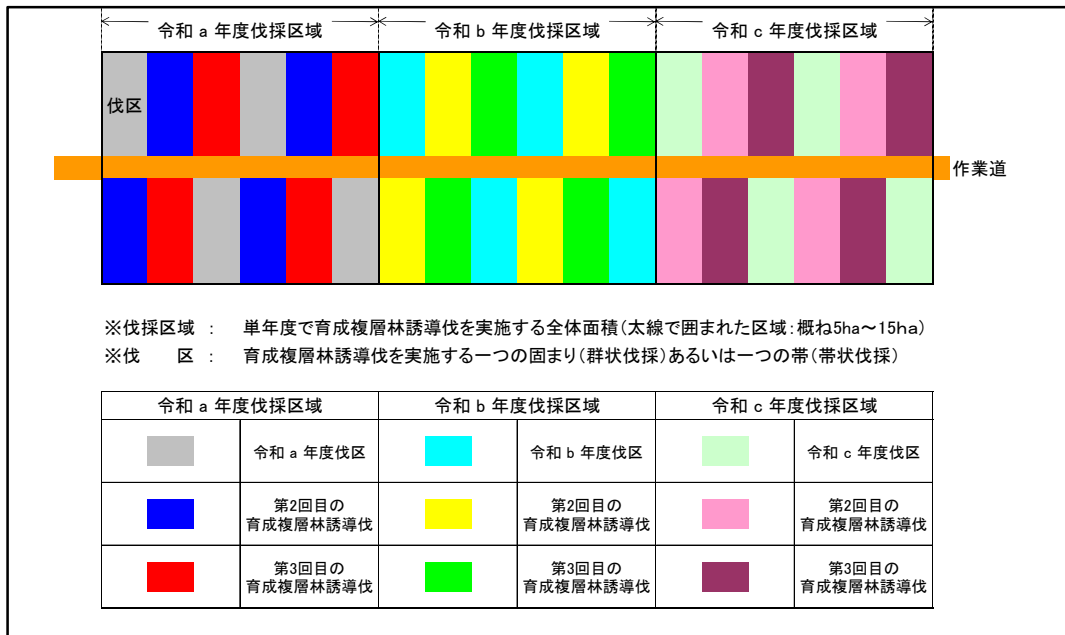 令和 a 年度伐採区域 令和 b 年度伐採区域 令和 c 年度伐採区域
伐区
作業道
※伐採区域 : 単年度で育成複層林誘導伐を実施する全体面積(太線で囲まれた区域:概ね5ha~15ha)
※伐 区 : 育成複層林誘導伐を実施する一つの固まり(群状伐採)あるいは一つの帯(帯状伐採)
令和 a 年度伐採区域 令和 b 年度伐採区域 令和 c 年度伐採区域
令和 a 年度伐区 令和 b 年度伐区 令和 c 年度伐区
第2回目の 第2回目の 第2回目の
育成複層林誘導伐 育成複層林誘導伐 育成複層林誘導伐
第3回目の 第3回目の 第3回目の
育成複層林誘導伐 育成複層林誘導伐 育成複層林誘導伐